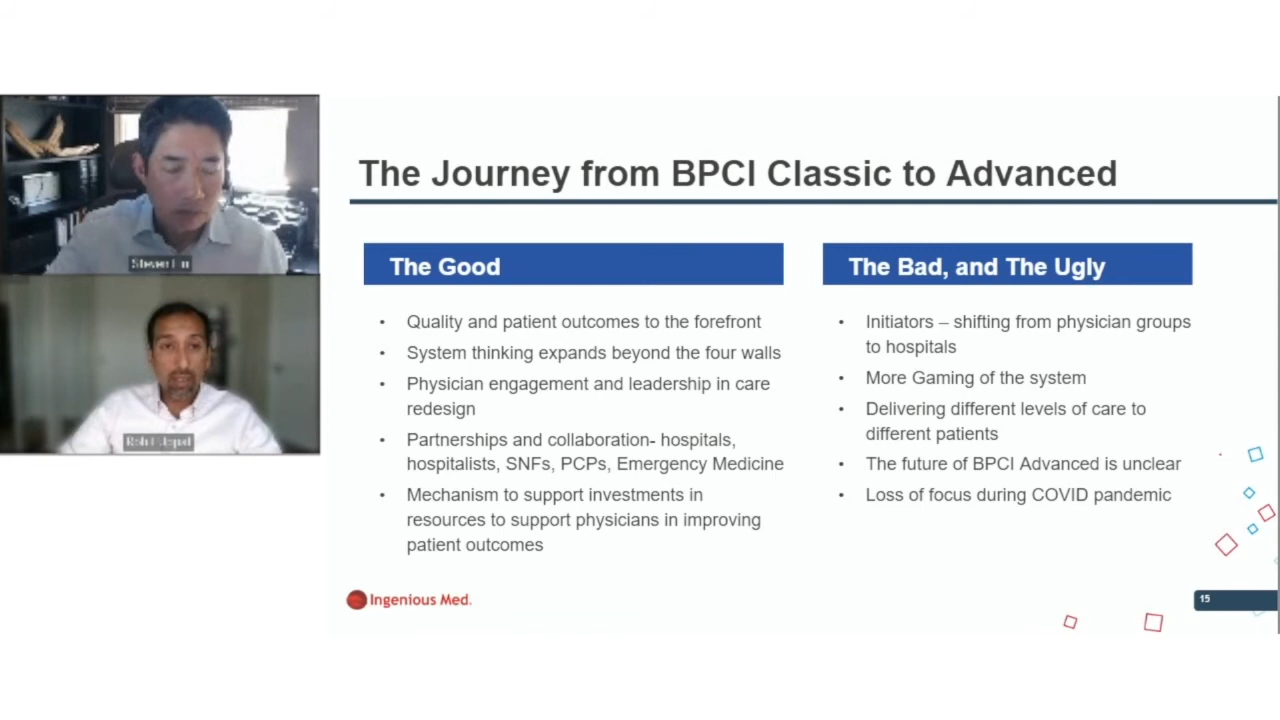 The Journey from BPCI Classic to Advanced
The Good
Quality and patient outcomes to the forefront
System thinking expands beyond the four walls
Physician engagement and leadership in care
redesign
Partnerships and collaboration- hospitals,
hospitalists, SNFs, PCPs, Emergency Medicine
Mechanism to support investments in
resources to support physicians in improving
patient outcomes
The Bad, and The Ugly
Initiators – shifting from physician groups
to hospitals
More Gaming of the system
Delivering different levels of care to
different patients
The future of BPCI Advanced is unclear
Loss of focus during COVID pandemic
Ingenious Med.
15